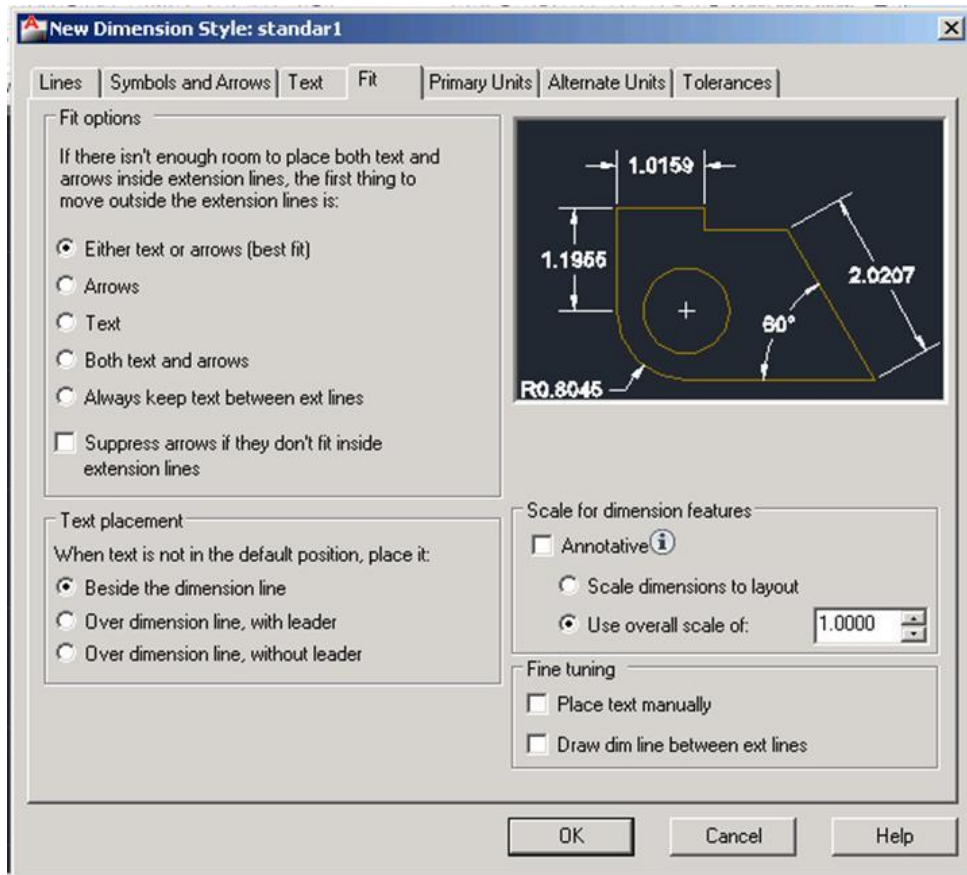 New Dimension Style: standar1
Lines
Symbols and Arrows
Text
Fit
Primary Units
Alternate Units
Tolerances
Fit options
If there isn't enough room to place both text and
arrows inside extension lines, the first thing to
move outside the extension lines is:
Either text or arrows (best fit)
Arrows
Text
Both text and arrows
Always keep text between ext lines
Suppress arrows if they don't fit inside
extension lines
Text placement
When text is not in the default position, place it:
Beside the dimension line
Over dimension line, with leader
Over dimension line, without leader
1.0159
1.1955
2.0207
60°
R0.8045
Scale for dimension features
Annotative
Scale dimensions to layout
Use overall scale of:
1.0000
Fine tuning
Place text manually
Draw dim line between ext lines
OK
Cancel
Help